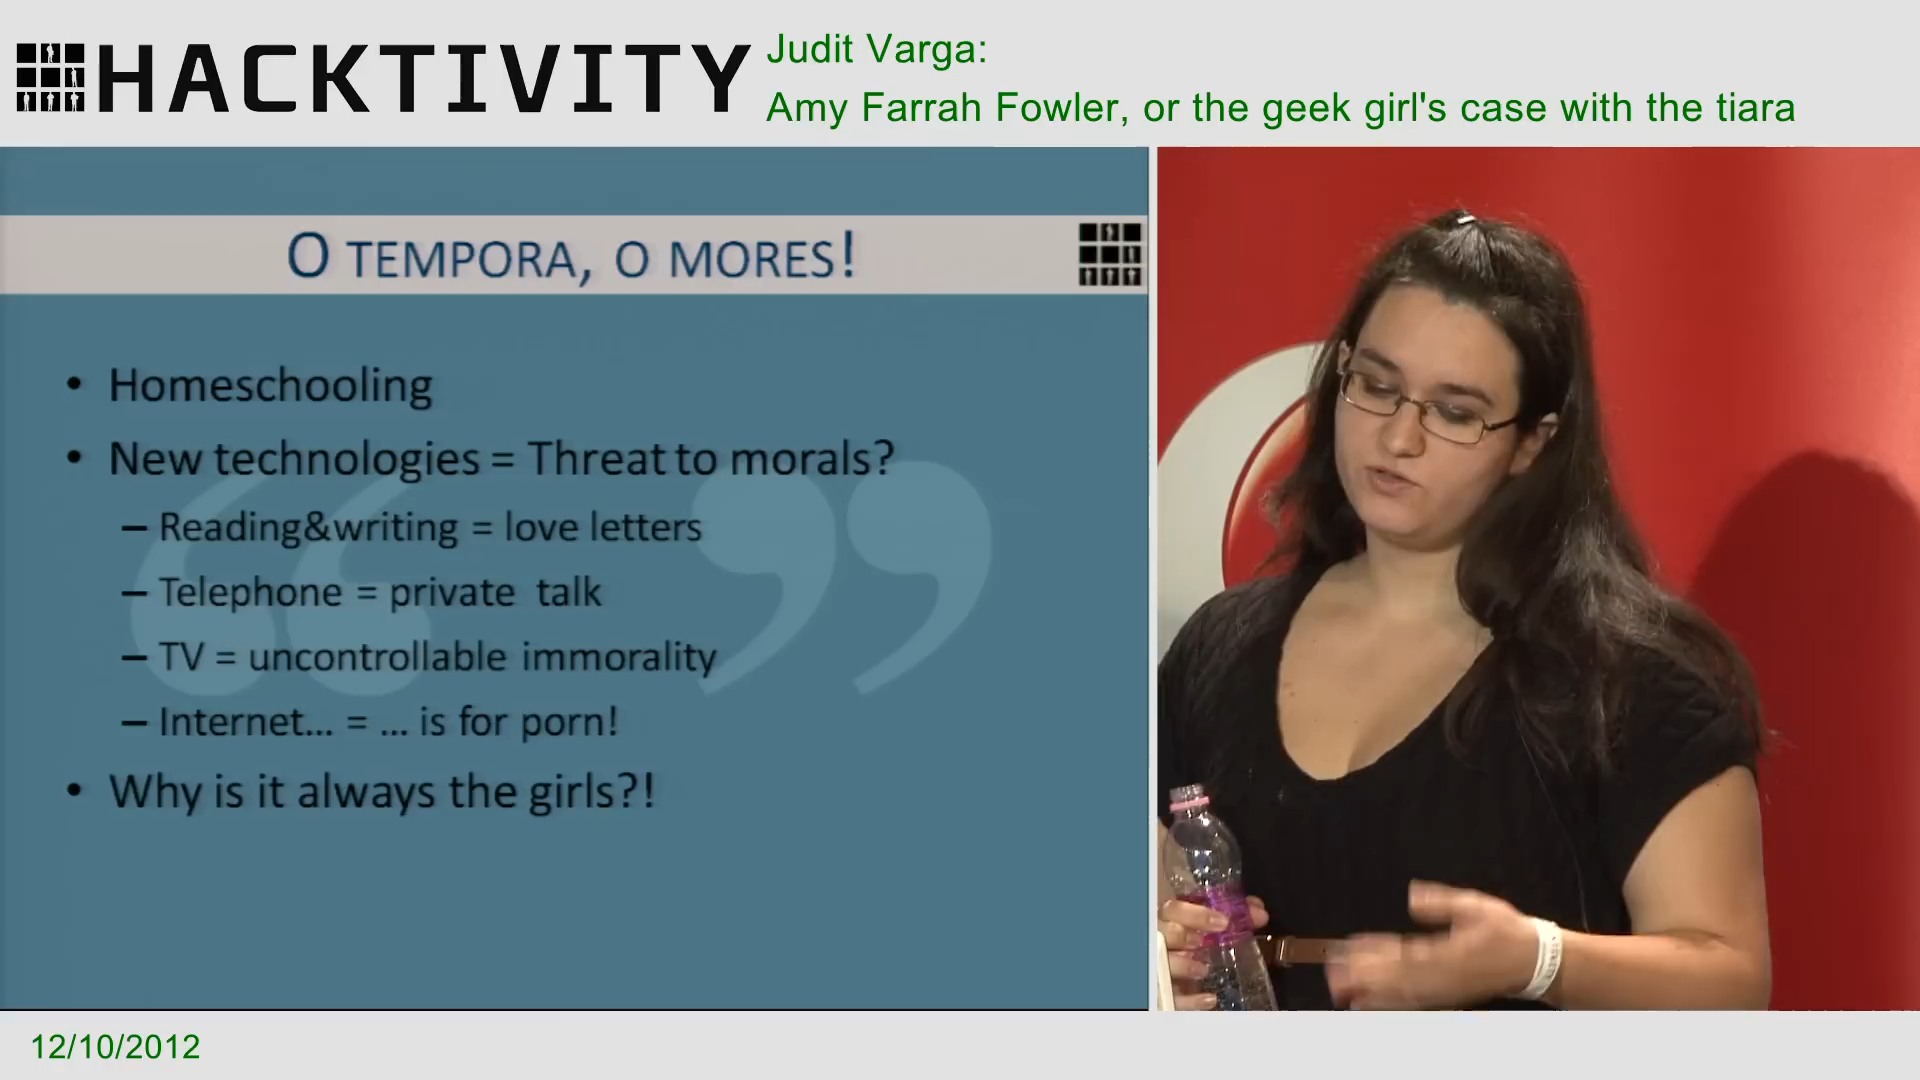 HACKTIVITY
Judit Varga:
Amy Farrah Fowler, or the geek girl's case with the tiara
O TEMPORA, O MORES!
• Homeschooling
• New technologies = Threat to morals?
– Reading&writing = love letters
– Telephone = private talk
– TV = uncontrollable immorality
– Internet... = ... is for porn!
• Why is it always the girls?!
12/10/2012